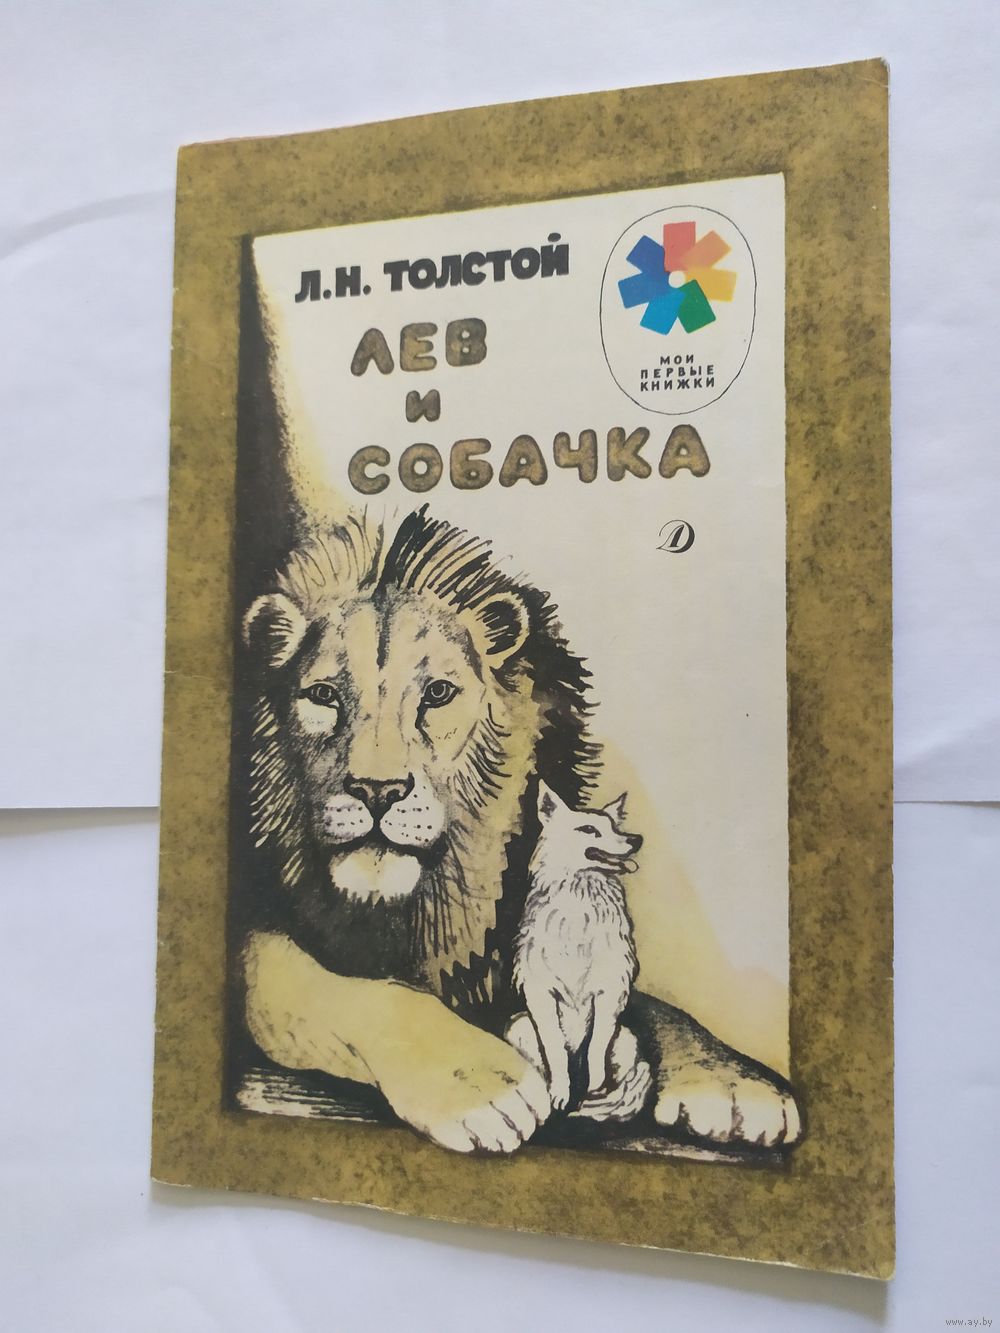 Л.Н. ТОЛСТОЙ
ЛЕВ
И
СОБАЧКА
МОИ
ПЕРВЫЕ
КНИЖКИ
Д
www.ay.by